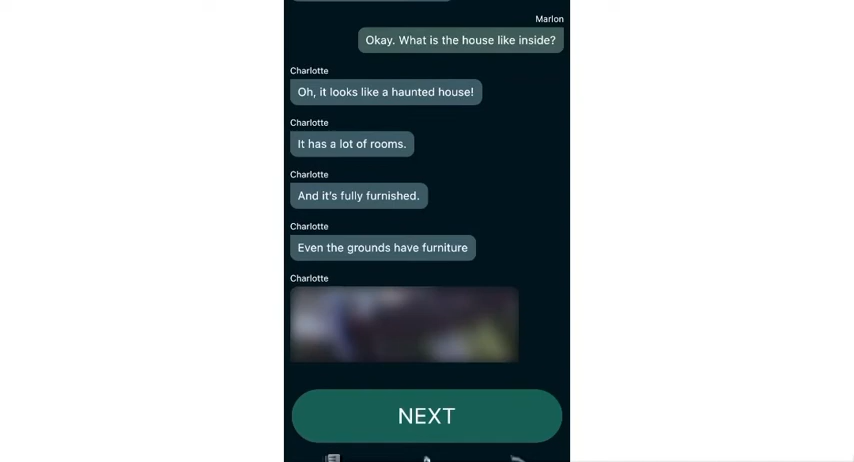 Marlon
Okay. What is the house like inside?
Charlotte
Oh, it looks like a haunted house!
Charlotte
It has a lot of rooms.
Charlotte
And it's fully furnished.
Charlotte
Even the grounds have furniture
Charlotte
NEXT